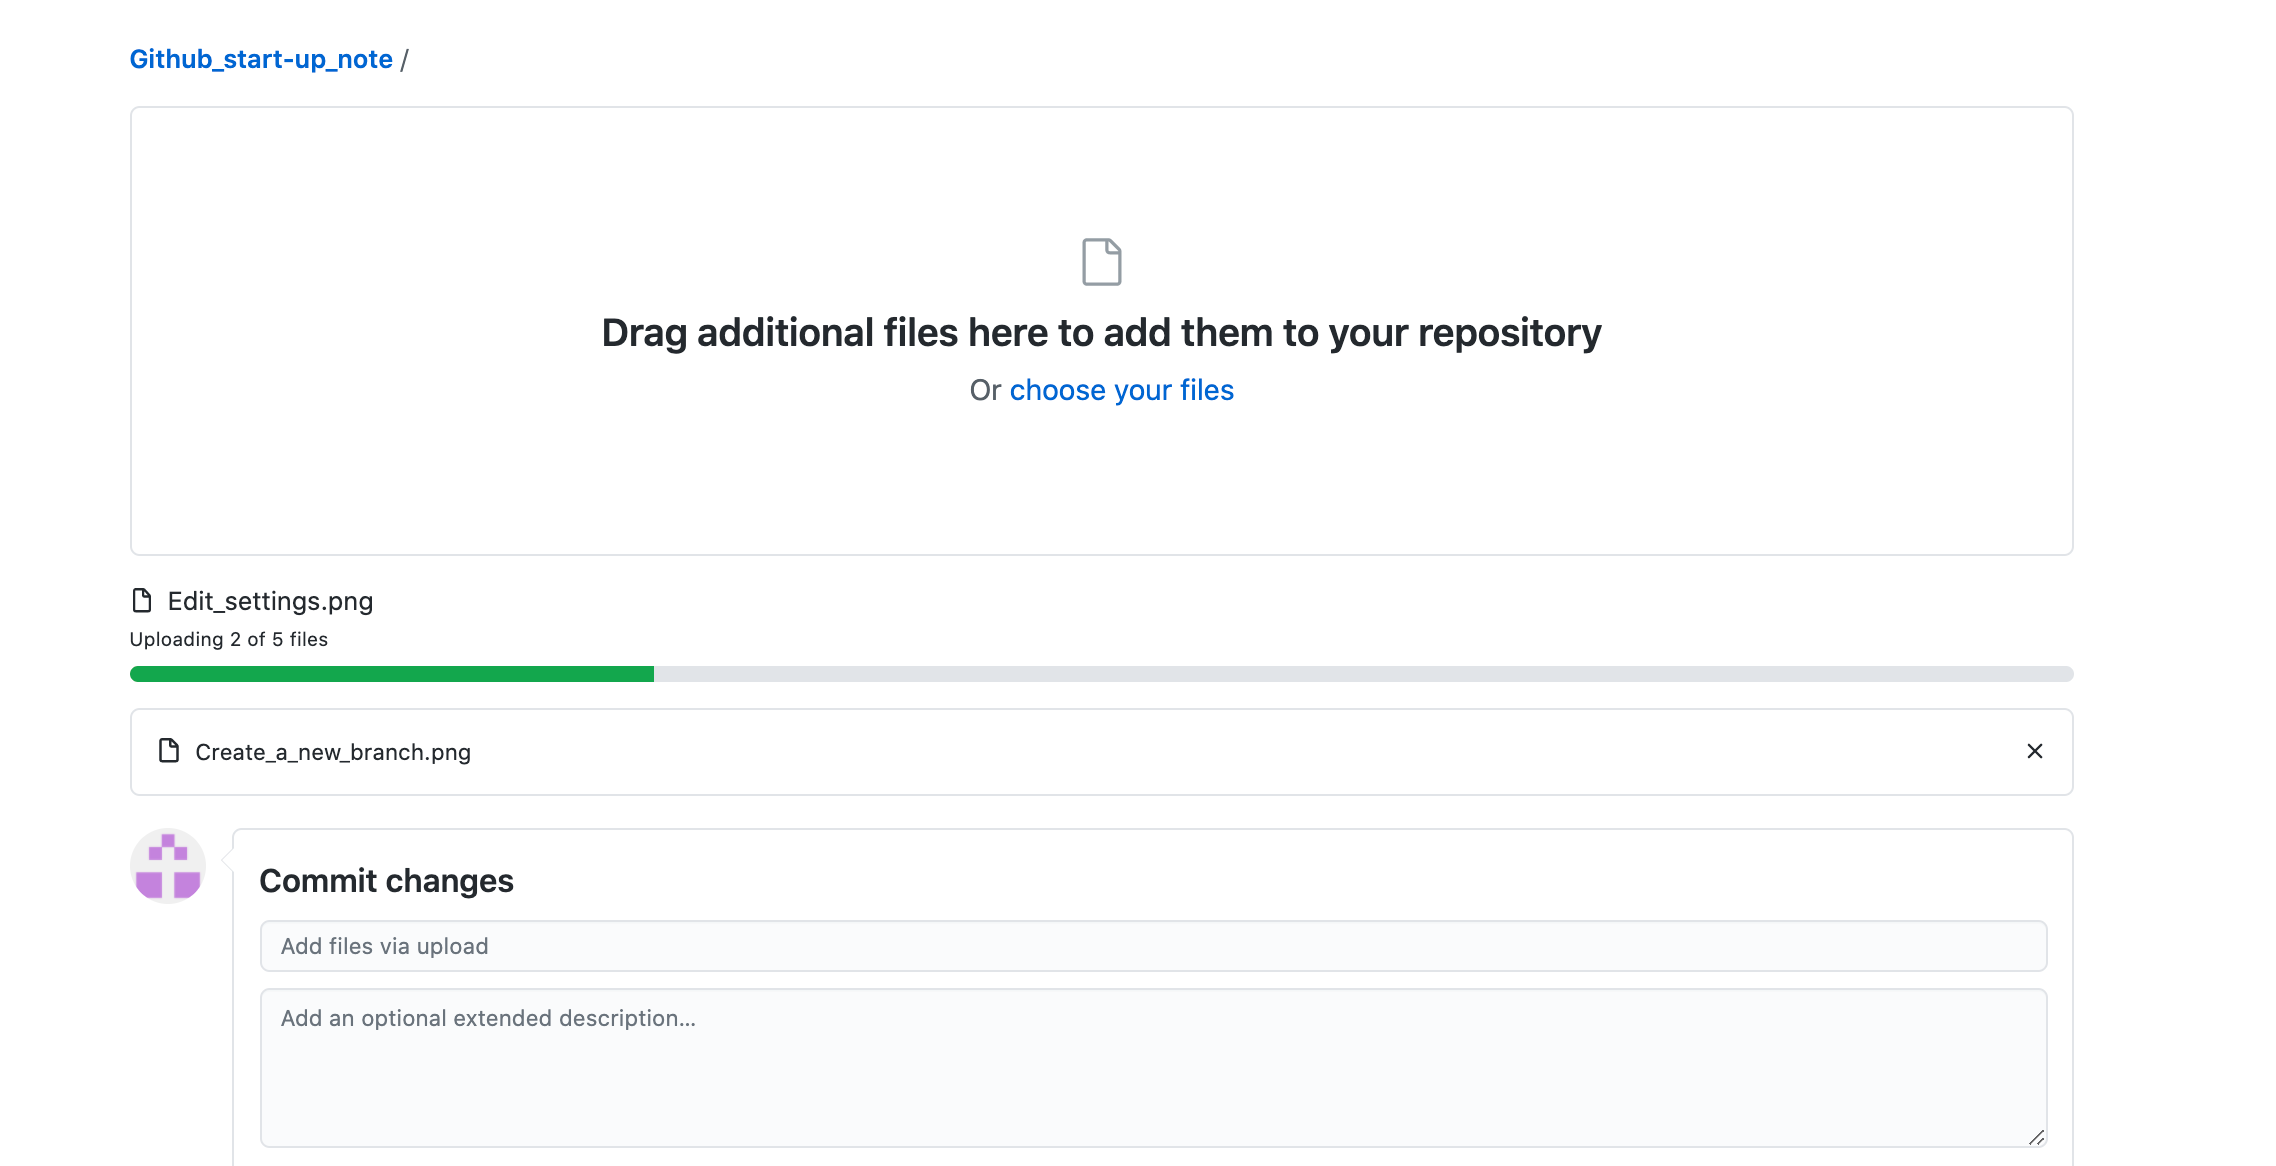 Github_start-up_note /
Drag additional files here to add them to your repository
Or choose your files
Edit_settings.png
Uploading 2 of 5 files
Create_a_new_branch.png
Commit changes
Add files via upload
Add an optional extended description...